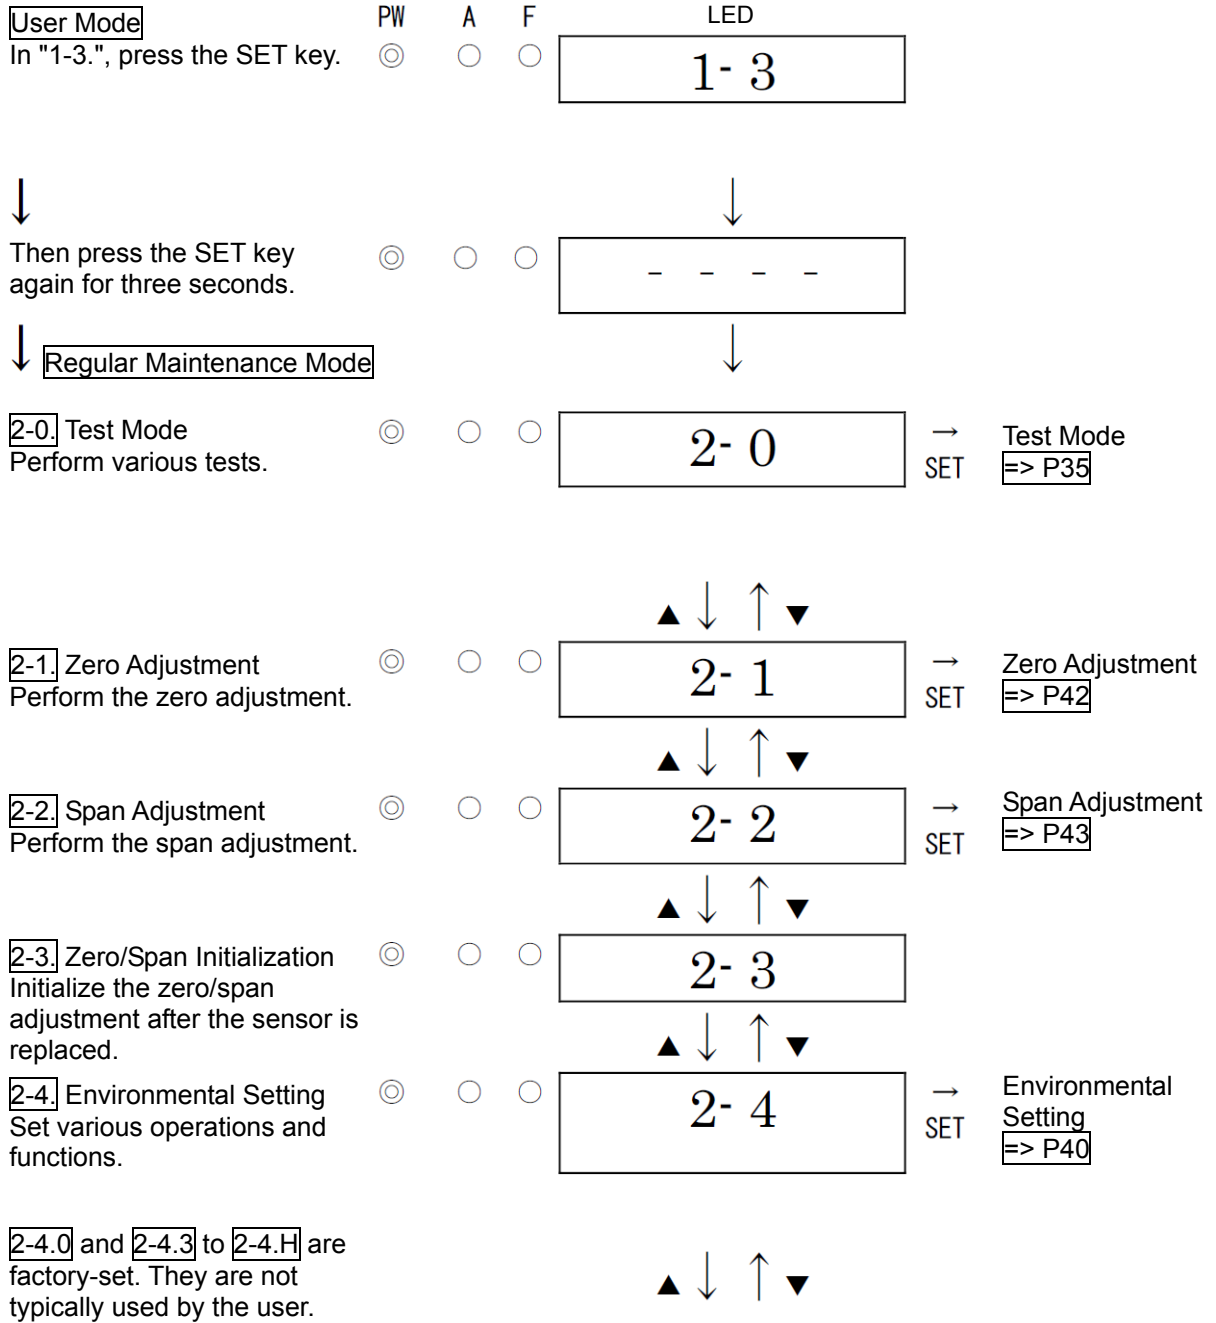 User Mode PW A F LED
In "1-3.", press the SET key. ◎ ○ ○ 1- 3
↓ ↓
Then press the SET key ◎ ○ ○ - - - -
again for three seconds.
↓ Regular Maintenance Mode ↓
2-0. Test Mode ◎ ○ ○ 2- 0 → Test Mode
Perform various tests. SET => P35
▲ ↓ ↑ ▼
2-1. Zero Adjustment ◎ ○ ○ 2- 1 → Zero Adjustment
Perform the zero adjustment. SET => P42
▲ ↓ ↑ ▼
2-2. Span Adjustment ◎ ○ ○ 2- 2 → Span Adjustment
Perform the span adjustment. SET => P43
▲ ↓ ↑ ▼
2-3. Zero/Span Initialization ◎ ○ ○ 2- 3
Initialize the zero/span
adjustment after the sensor is
replaced.
▲ ↓ ↑ ▼
2-4. Environmental Setting ◎ ○ ○ 2- 4 → Environmental
Set various operations and SET Setting
functions. => P40
2-4.0 and 2-4.3 to 2-4.H are
factory-set. They are not
typically used by the user.
▲ ↓ ↑ ▼